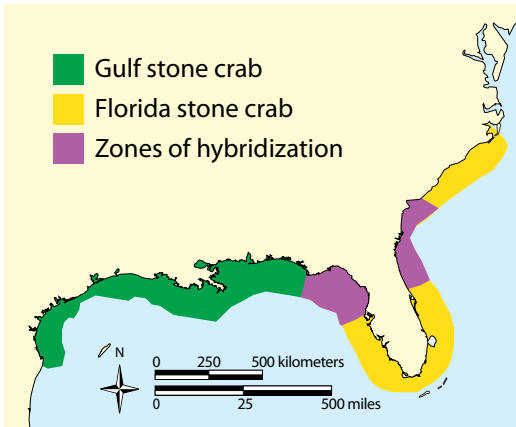 Gulf stone crab
Florida stone crab
Zones of hybridization
N
0 250 500 kilometers
0 25 500 miles